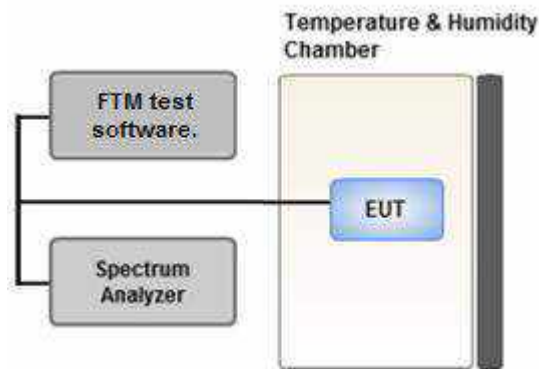 Temperature & Humidity
Chamber
FTM test
software.
EUT
Spectrum
Analyzer